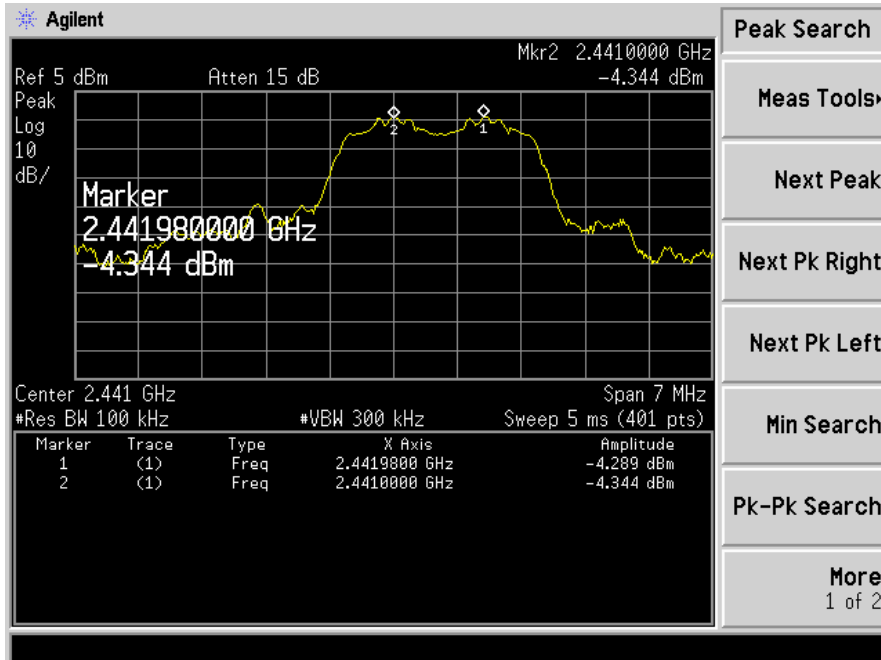 Agilent
Peak Search
Mkr2 2.4410000 GHz
Ref 5 dBm Atten 15 dB -4.344 dBm
Peak
Log
10
dB/
2
1
Marker
2.441980000 GHz
-4.344 dBm
Center 2.441 GHz Span 7 MHz
#Res BW 100 kHz #VBW 300 kHz Sweep 5 ms (401 pts)
Marker Trace Type X Axis Amplitude
1 (1) Freq 2.4419800 GHz -4.289 dBm
2 (1) Freq 2.4410000 GHz -4.344 dBm
Meas Tools
Next Peak
Next Pk Right
Next Pk Left
Min Search
Pk-Pk Search
More
1 of 2